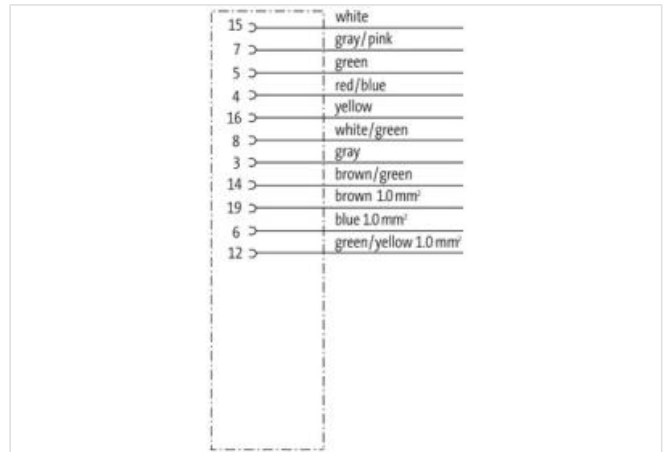 15 white
7 gray/pink
5 green
4 red/blue
16 yellow
8 white/green
3 gray
14 brown/green
19 brown 1.0 mm²
6 blue 1.0 mm²
12 green/yellow 1.0 mm²